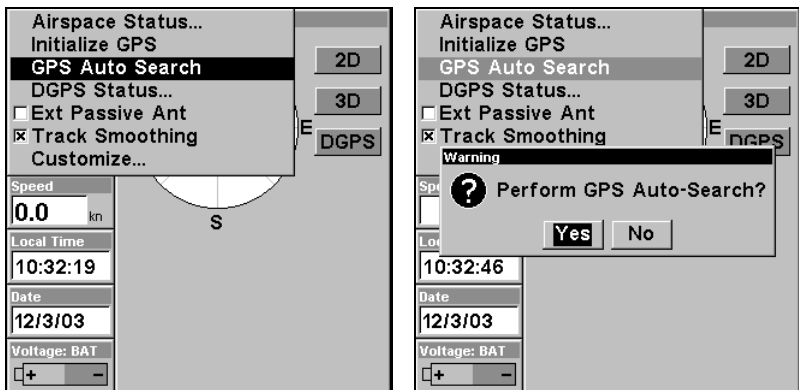 Airspace Status...
Initialize GPS
GPS Auto Search
DGPS Status...
Ext Passive Ant
Track Smoothing
Customize...
2D
3D
DGPS
E
S
Speed
0.0 kn
Local Time
10:32:19
Date
12/3/03
Voltage: BAT
+ −
Airspace Status...
Initialize GPS
GPS Auto Search
DGPS Status...
Ext Passive Ant
Track Smoothing
2D
3D
DGPS
E
Warning
Perform GPS Auto-Search?
Yes No
10:32:46
Date
12/3/03
Voltage: BAT
+ −